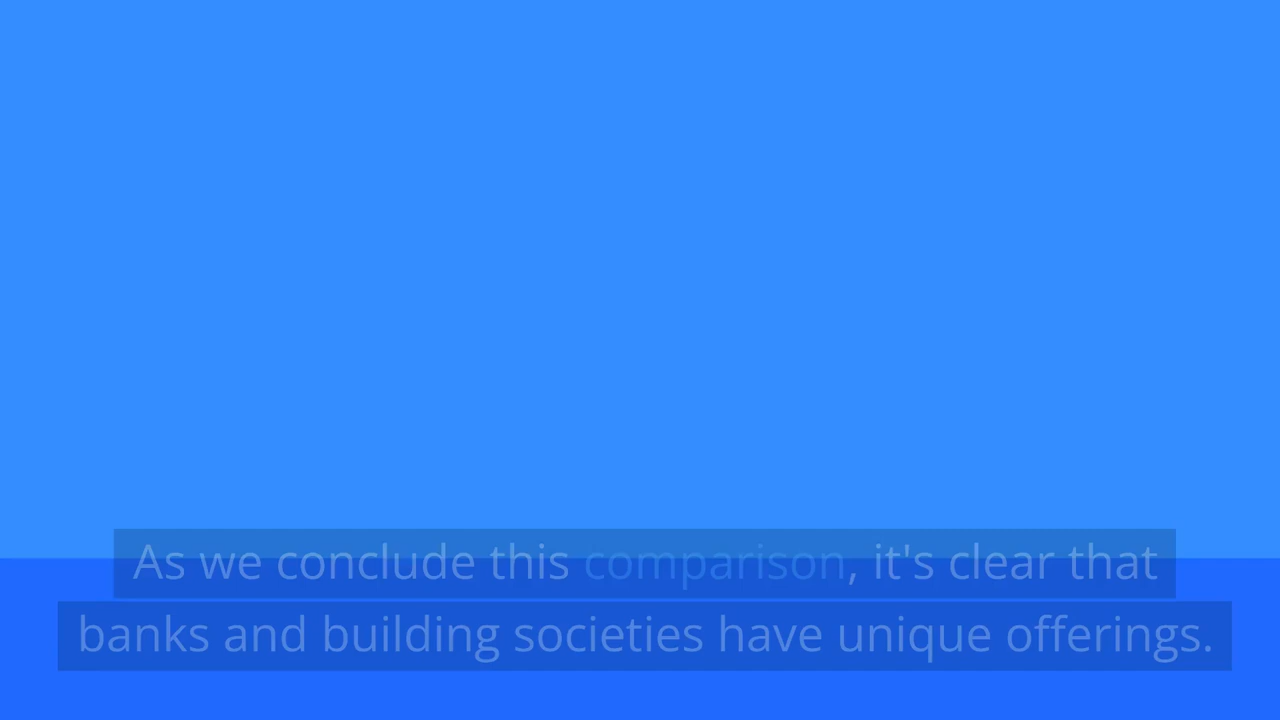 As we conclude this comparison, it's clear that
banks and building societies have unique offerings.